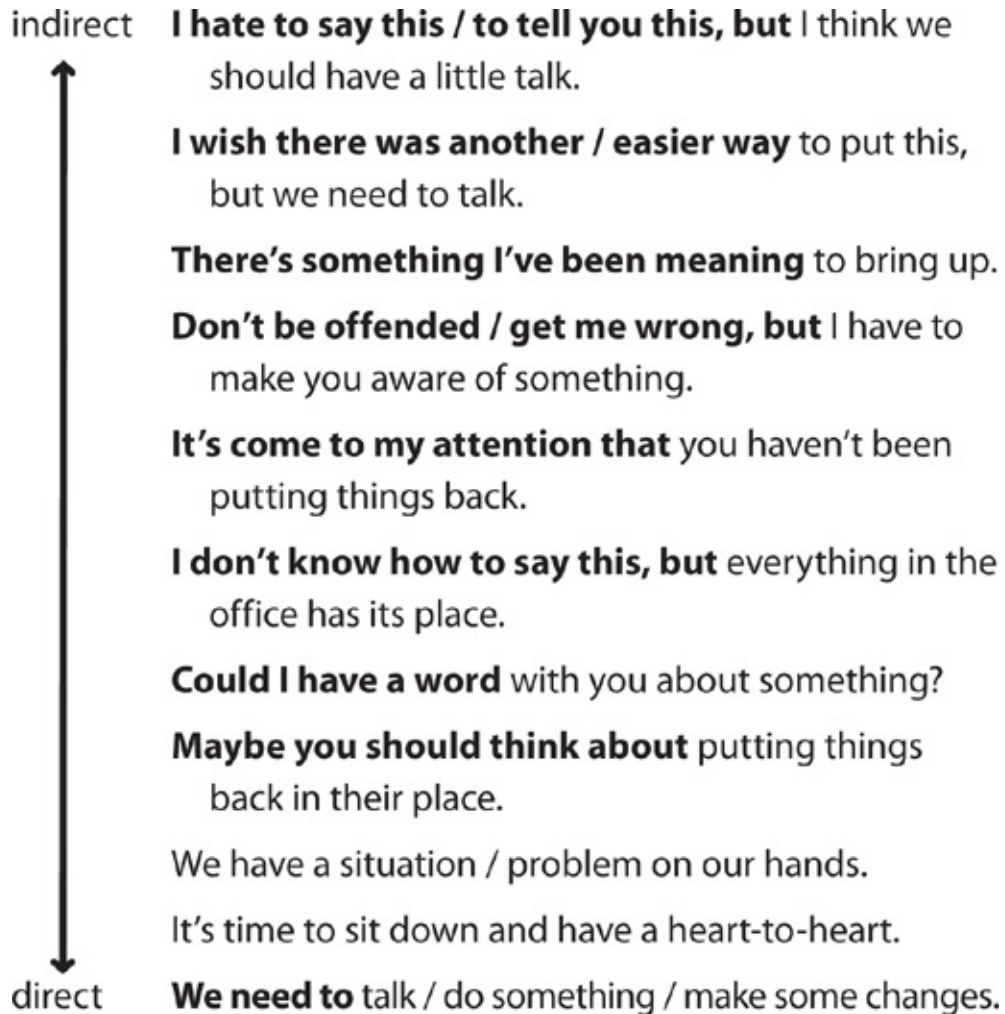 indirect I hate to say this / to tell you this, but I think we
should have a little talk.
I wish there was another / easier way to put this,
but we need to talk.
There's something I've been meaning to bring up.
Don't be offended / get me wrong, but I have to
make you aware of something.
It's come to my attention that you haven't been
putting things back.
I don't know how to say this, but everything in the
office has its place.
Could I have a word with you about something?
Maybe you should think about putting things
back in their place.
We have a situation / problem on our hands.
It's time to sit down and have a heart-to-heart.
direct We need to talk / do something / make some changes.